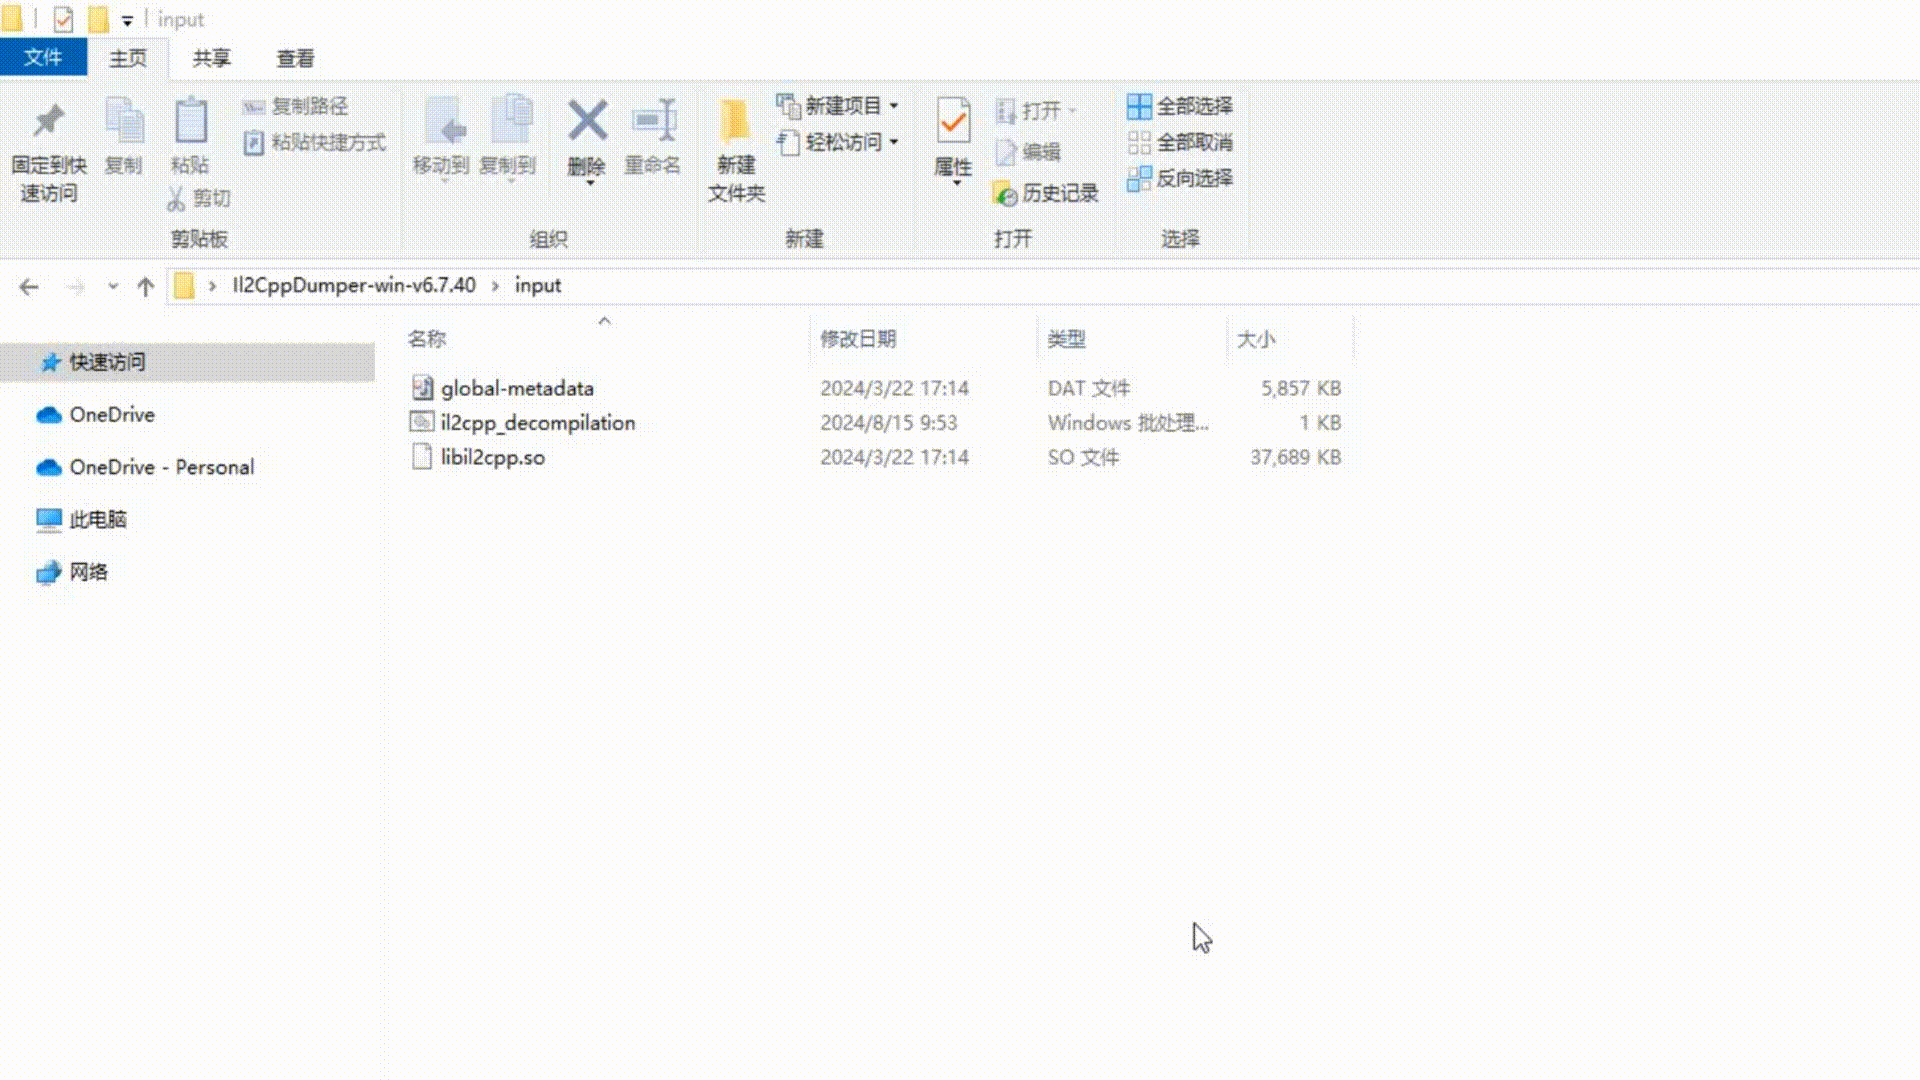 input
文件 主页 共享 查看
固定到快速访问
复制
粘贴
复制路径
粘贴快捷方式
剪切
剪贴板
移动到
复制到
删除
重命名
组织
新建文件夹
新建项目
轻松访问
新建
属性
打开
编辑
历史记录
打开
全部选择
全部取消
反向选择
选择
Il2CppDumper-win-v6.7.40 › input
快速访问
OneDrive
OneDrive - Personal
此电脑
网络
名称 修改日期 类型 大小
global-metadata 2024/3/22 17:14 DAT 文件 5,857 KB
il2cpp_decompilation 2024/8/15 9:53 Windows 批处理... 1 KB
libil2cpp.so 2024/3/22 17:14 SO 文件 37,689 KB